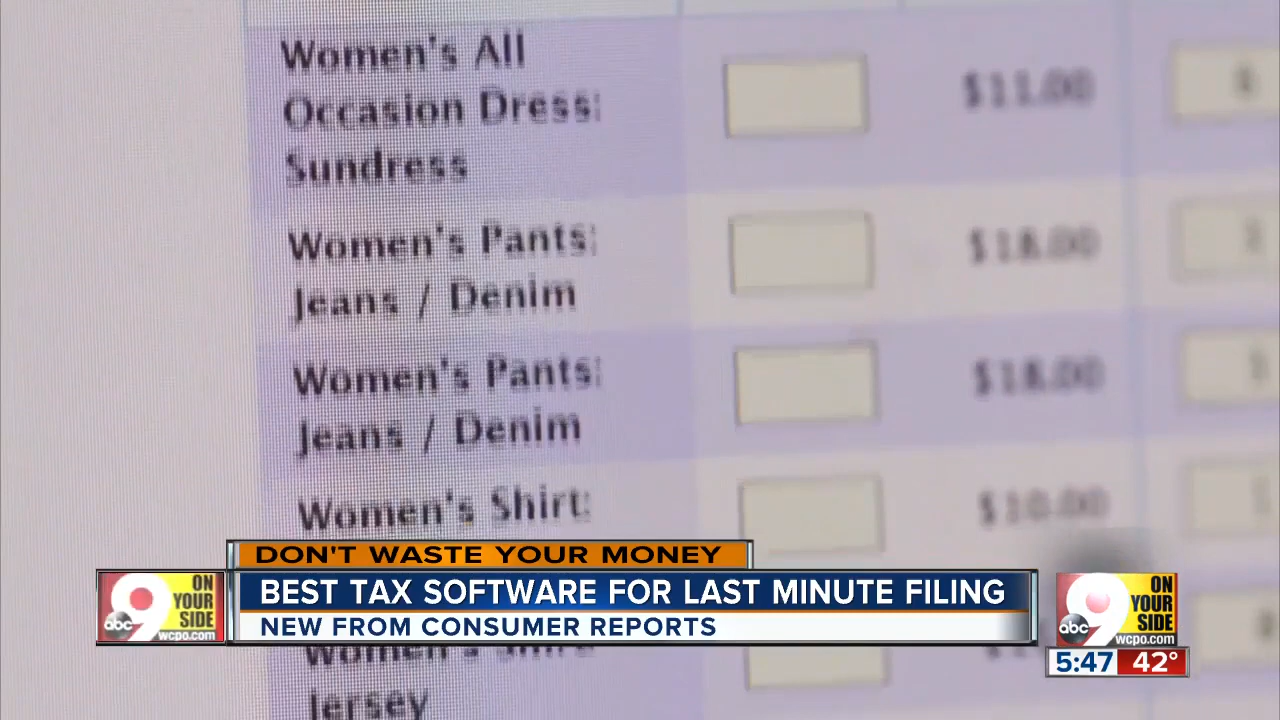 Women's All
Occasion Dress:
Sundress
$11.00
Women's Pants:
Jeans / Denim
$18.00
Women's Pants:
Jeans / Denim
$18.00
Women's Shirt:
$10.00
DON'T WASTE YOUR MONEY
BEST TAX SOFTWARE FOR LAST MINUTE FILING
NEW FROM CONSUMER REPORTS
abc 9 ON YOUR SIDE wcpo.com
abc 9 ON YOUR SIDE wcpo.com
5:47 42°
Women's Shirt:
Jersey